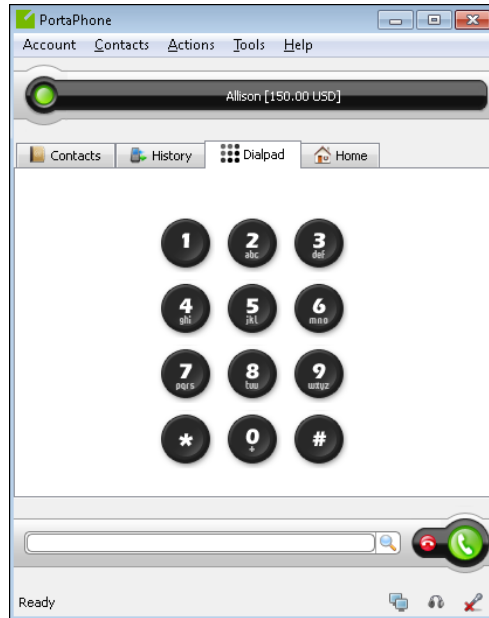 PortaPhone
Account Contacts Actions Tools Help
Allison [150.00 USD]
Contacts History Dialpad Home
1 2 3
abc def
4 5 6
ghi jkl mno
7 8 9
pqrs tuv wxyz
* 0 #
+
Ready